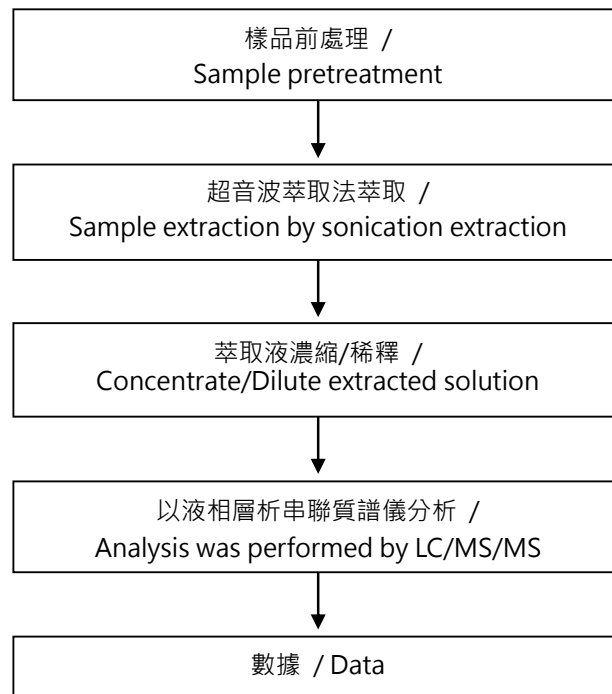 樣品前處理 /
Sample pretreatment
超音波萃取法萃取 /
Sample extraction by sonication extraction
萃取液濃縮/稀釋 /
Concentrate/Dilute extracted solution
以液相層析串聯質譜儀分析 /
Analysis was performed by LC/MS/MS
數據 / Data